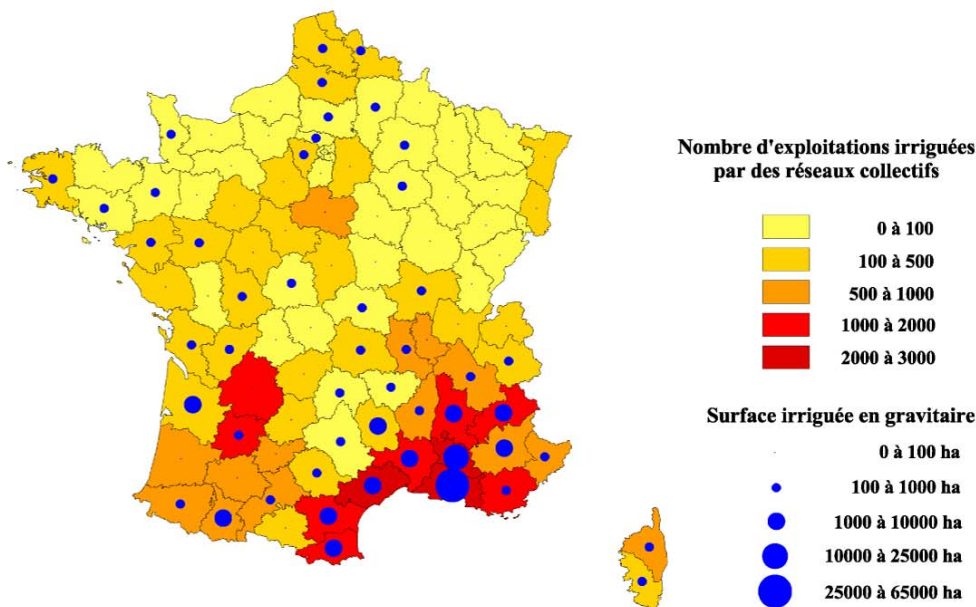 Nombre d'exploitations irriguées
par des réseaux collectifs
0 à 100
100 à 500
500 à 1000
1000 à 2000
2000 à 3000
Surface irriguée en gravitaire
0 à 100 ha
100 à 1000 ha
1000 à 10000 ha
10000 à 25000 ha
25000 à 65000 ha